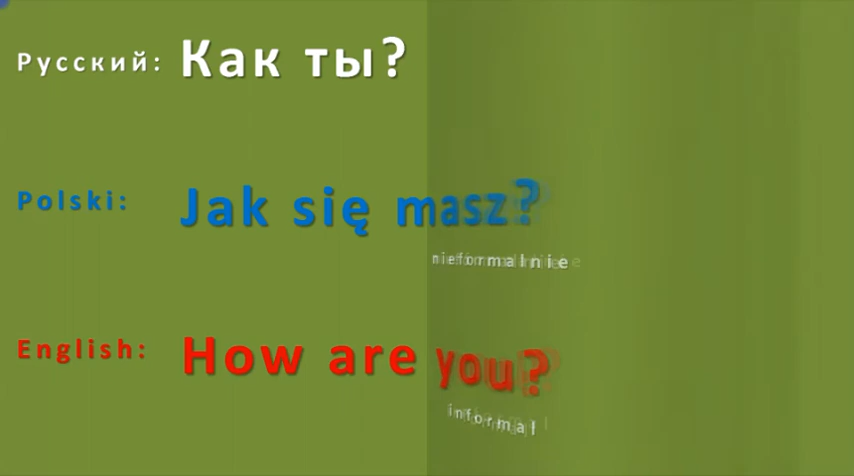 Русский: Как ты?
Polski: Jak się masz?
nieformalnie
English: How are you?
informal